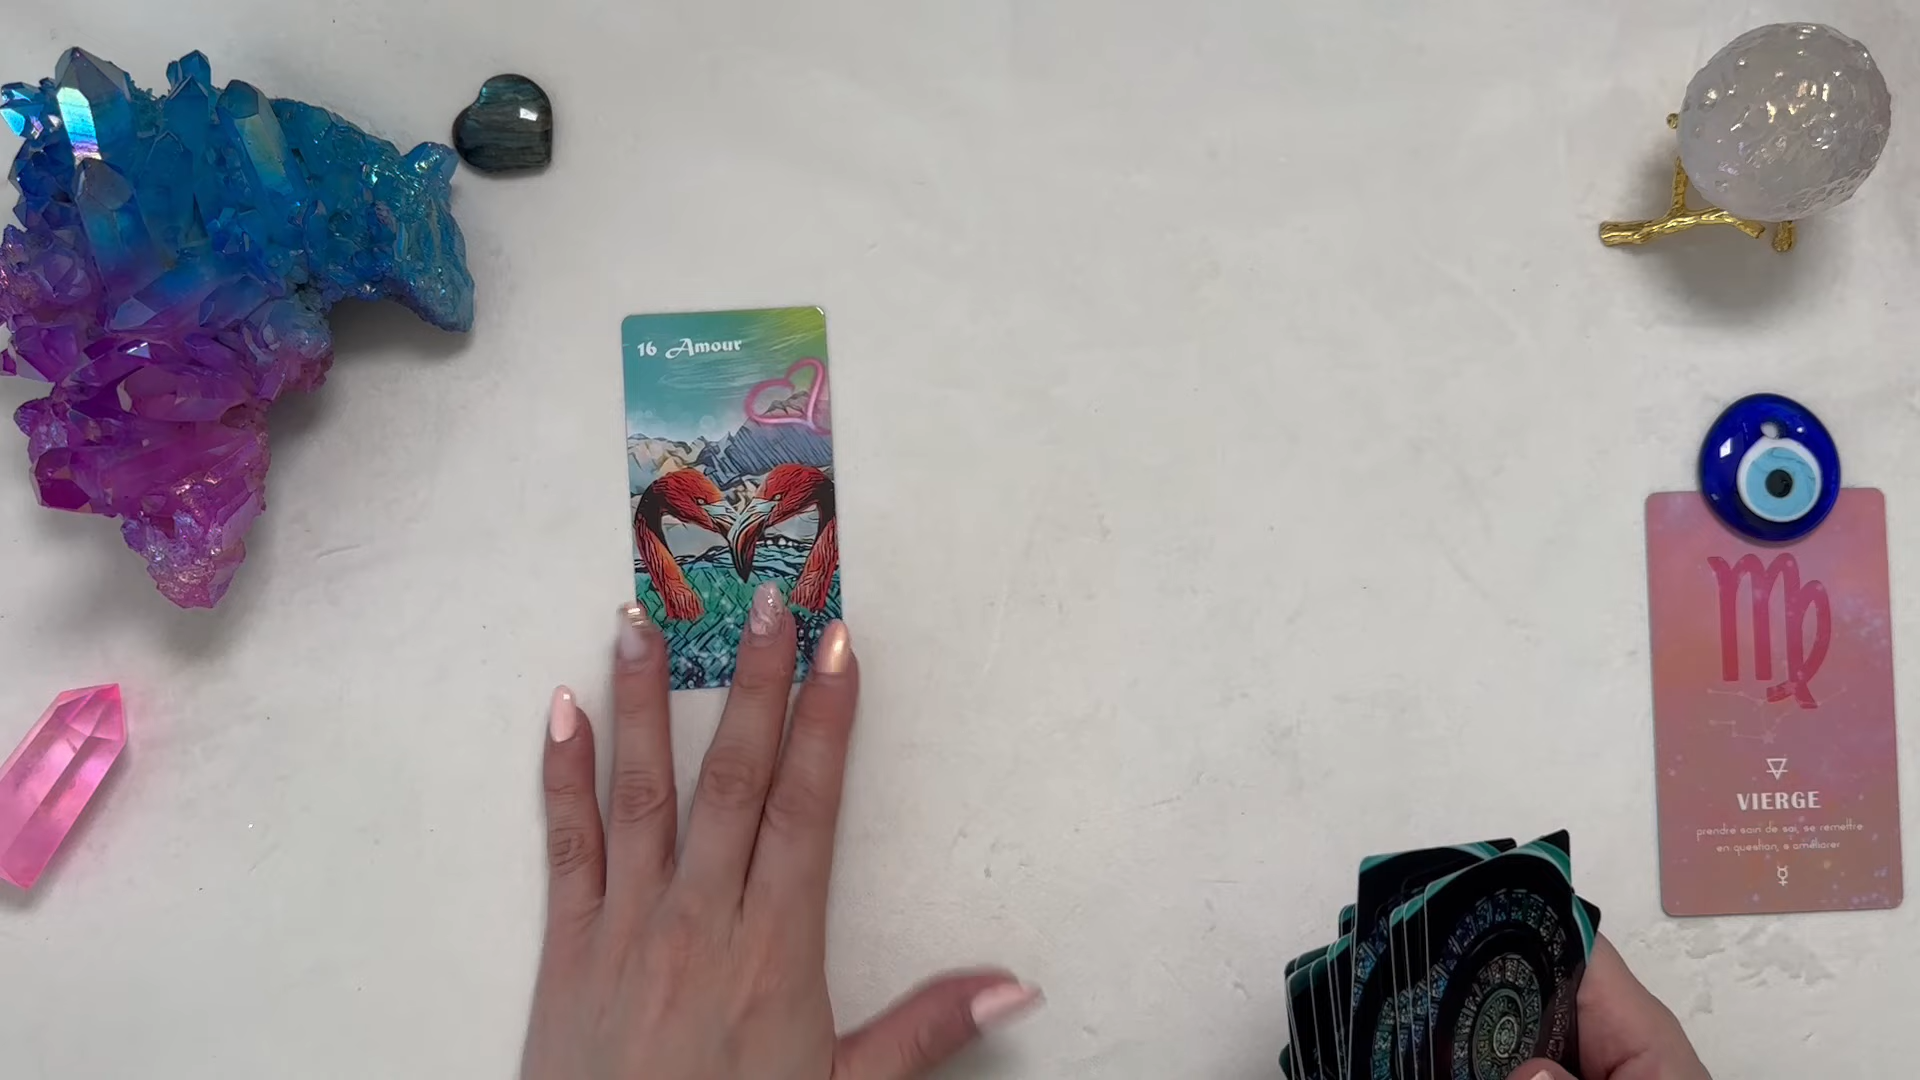 16 Amour
VIERGE
prendre soin de soi, se remettre
en question, s améliorer